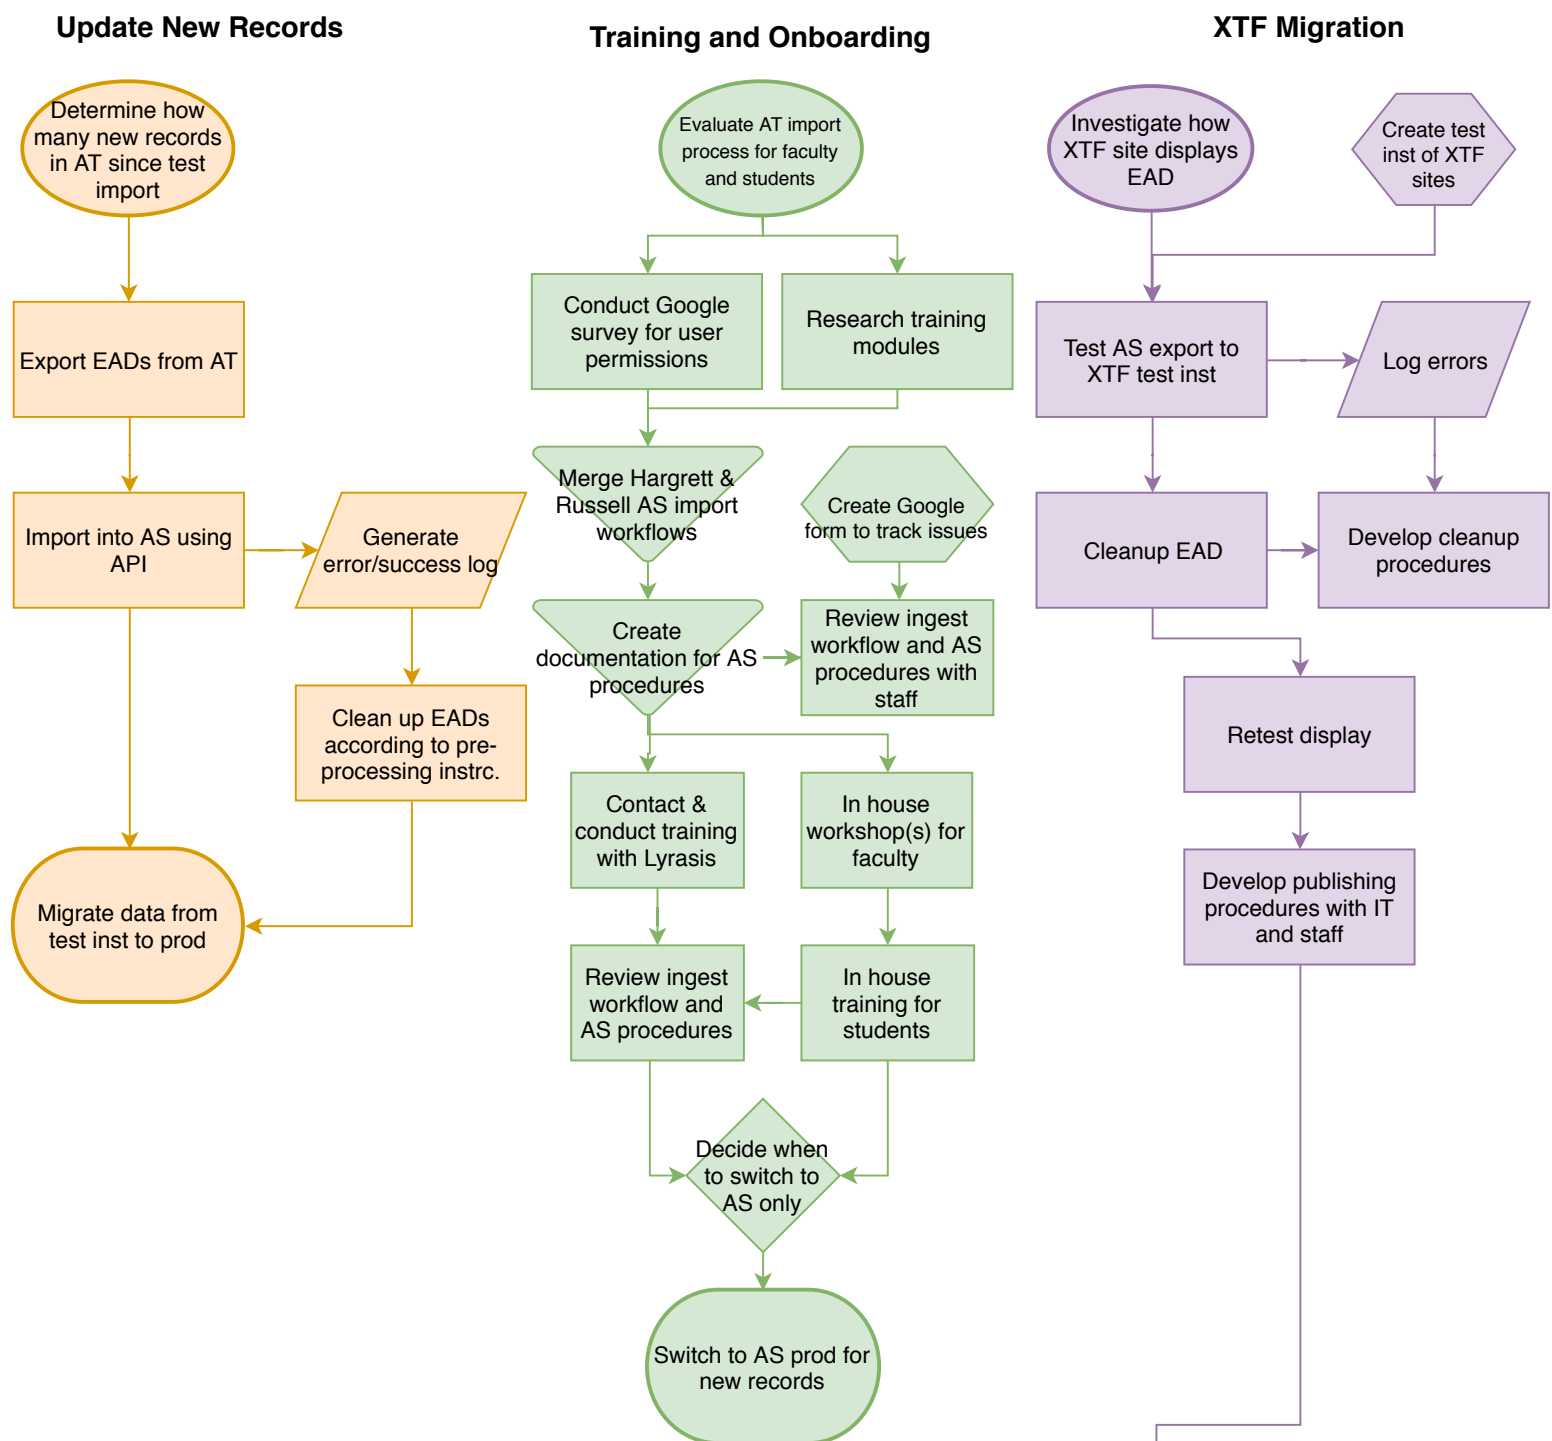 Update New Records
Determine how
many new records
in AT since test
import
Export EADs from AT
Import into AS using
API
Generate
error/success log
Clean up EADs
according to pre-
processing instrc.
Migrate data from
test inst to prod
Training and Onboarding
Evaluate AT import
process for faculty
and students
Conduct Google
survey for user
permissions
Research training
modules
Merge Hargrett &
Russell AS import
workflows
Create Google
form to track issues
Create
documentation for AS
procedures
Review ingest
workflow and AS
procedures with
staff
Contact &
conduct training
with Lyrasis
In house
workshop(s) for
faculty
Review ingest
workflow and
AS procedures
In house
training for
students
Decide when
to switch to
AS only
Switch to AS prod for
new records
XTF Migration
Investigate how
XTF site displays
EAD
Create test
inst of XTF
sites
Test AS export to
XTF test inst
Log errors
Cleanup EAD
Develop cleanup
procedures
Retest display
Develop publishing
procedures with IT
and staff